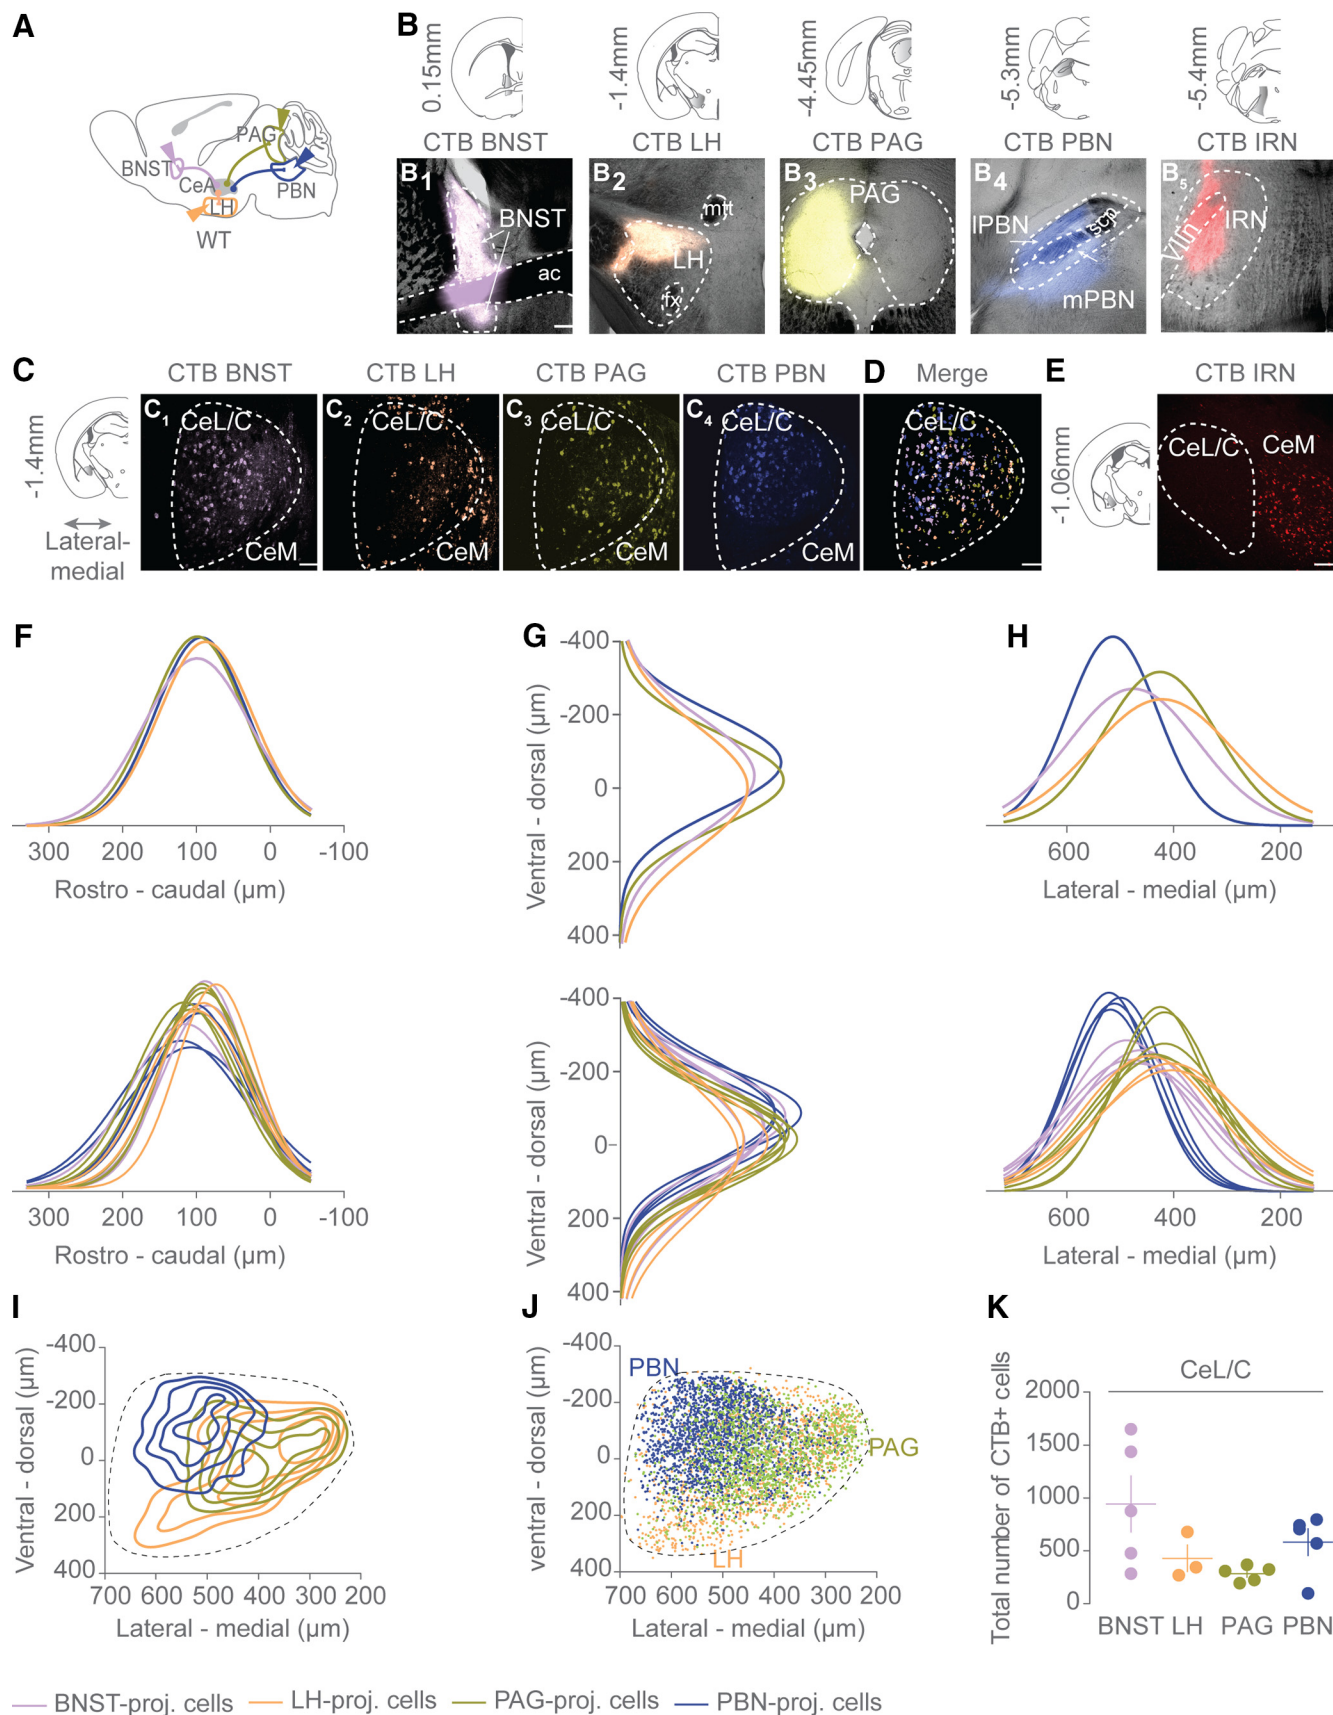 A
PAG
BNST
CeA
PBN
LH
WT
B
0.15mm
-1.4mm
-4.45mm
-5.3mm
-5.4mm
CTB BNST
CTB LH
CTB PAG
CTB PBN
CTB IRN
B1
BNST
ac
B2
mtt
LH
fx
B3
PAG
B4
lPBN
scp
mPBN
B5
VIIn
IRN
C
CTB BNST
CTB LH
CTB PAG
CTB PBN
D
Merge
E
CTB IRN
-1.4mm
Lateral-
medial
C1 CeL/C
CeM
C2 CeL/C
CeM
C3 CeL/C
CeM
C4 CeL/C
CeM
CeL/C
-1.06mm
CeL/C
CeM
F
300 200 100 0 -100
Rostro - caudal (µm)
G
-400
-200
0
200
400
Ventral - dorsal (µm)
H
600 400 200
Lateral - medial (µm)
300 200 100 0 -100
Rostro - caudal (µm)
-400
-200
0
200
400
Ventral - dorsal (µm)
600 400 200
Lateral - medial (µm)
I
-400
-200
0
200
400
Ventral - dorsal (µm)
700 600 500 400 300 200
Lateral - medial (µm)
J
-400
-200
0
200
400
ventral - dorsal (µm)
PBN
PAG
LH
700 600 500 400 300 200
Lateral - medial (µm)
K
CeL/C
2000
1500
1000
500
0
Total number of CTB+ cells
BNST LH PAG PBN
BNST-proj. cells LH-proj. cells PAG-proj. cells PBN-proj. cells